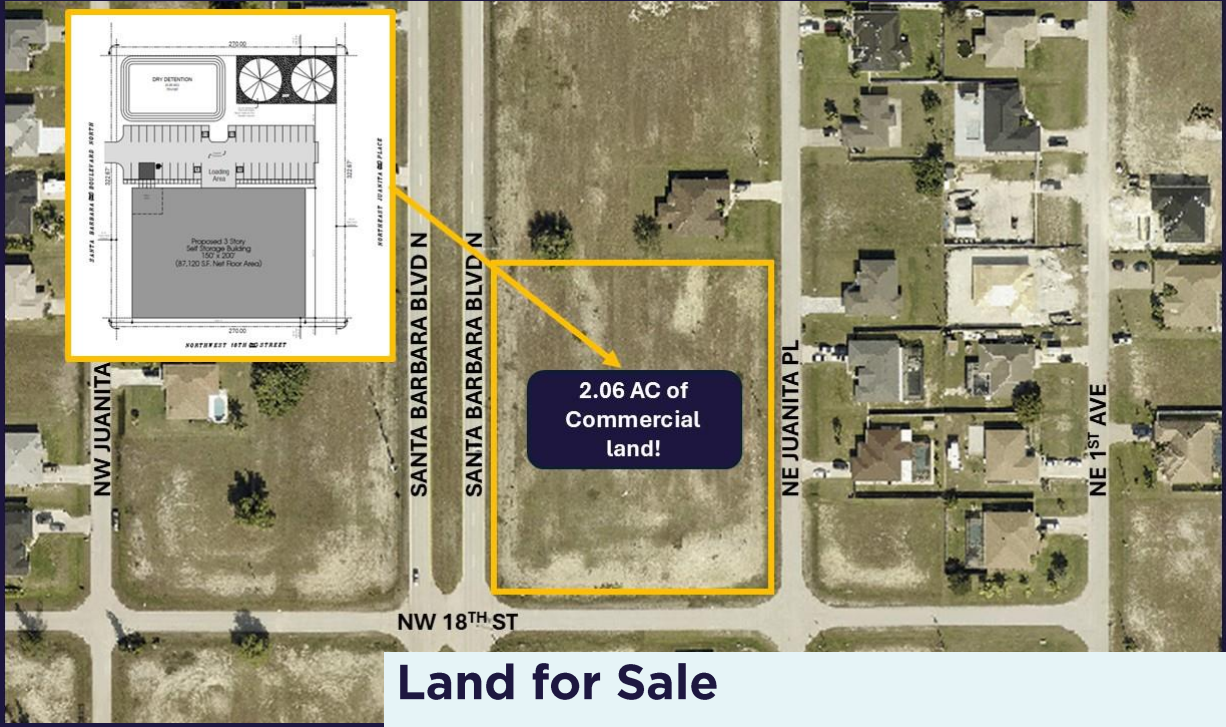 270.00
DRY DETENTION
SANTA BARBARA BOULEVARD NORTH
322.67
Loading
Area
322.67
NORTHEAST JUANITA PLACE
Proposed 3 Story
Self Storage Building
150' x 200'
(87,120 S.F. Net Floor Area)
270.00
NORTHWEST 18TH STREET
NW JUANITA
SANTA BARBARA BLVD N
SANTA BARBARA BLVD N
2.06 AC of
Commercial
land!
NE JUANITA PL
NE 1ST AVE
NW 18TH ST
Land for Sale